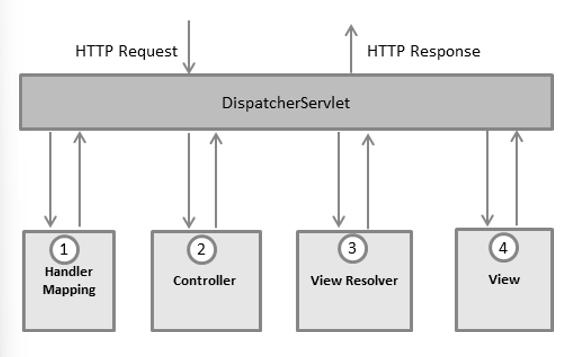 HTTP Request
HTTP Response
DispatcherServlet
1
Handler
Mapping
2
Controller
3
View Resolver
4
View